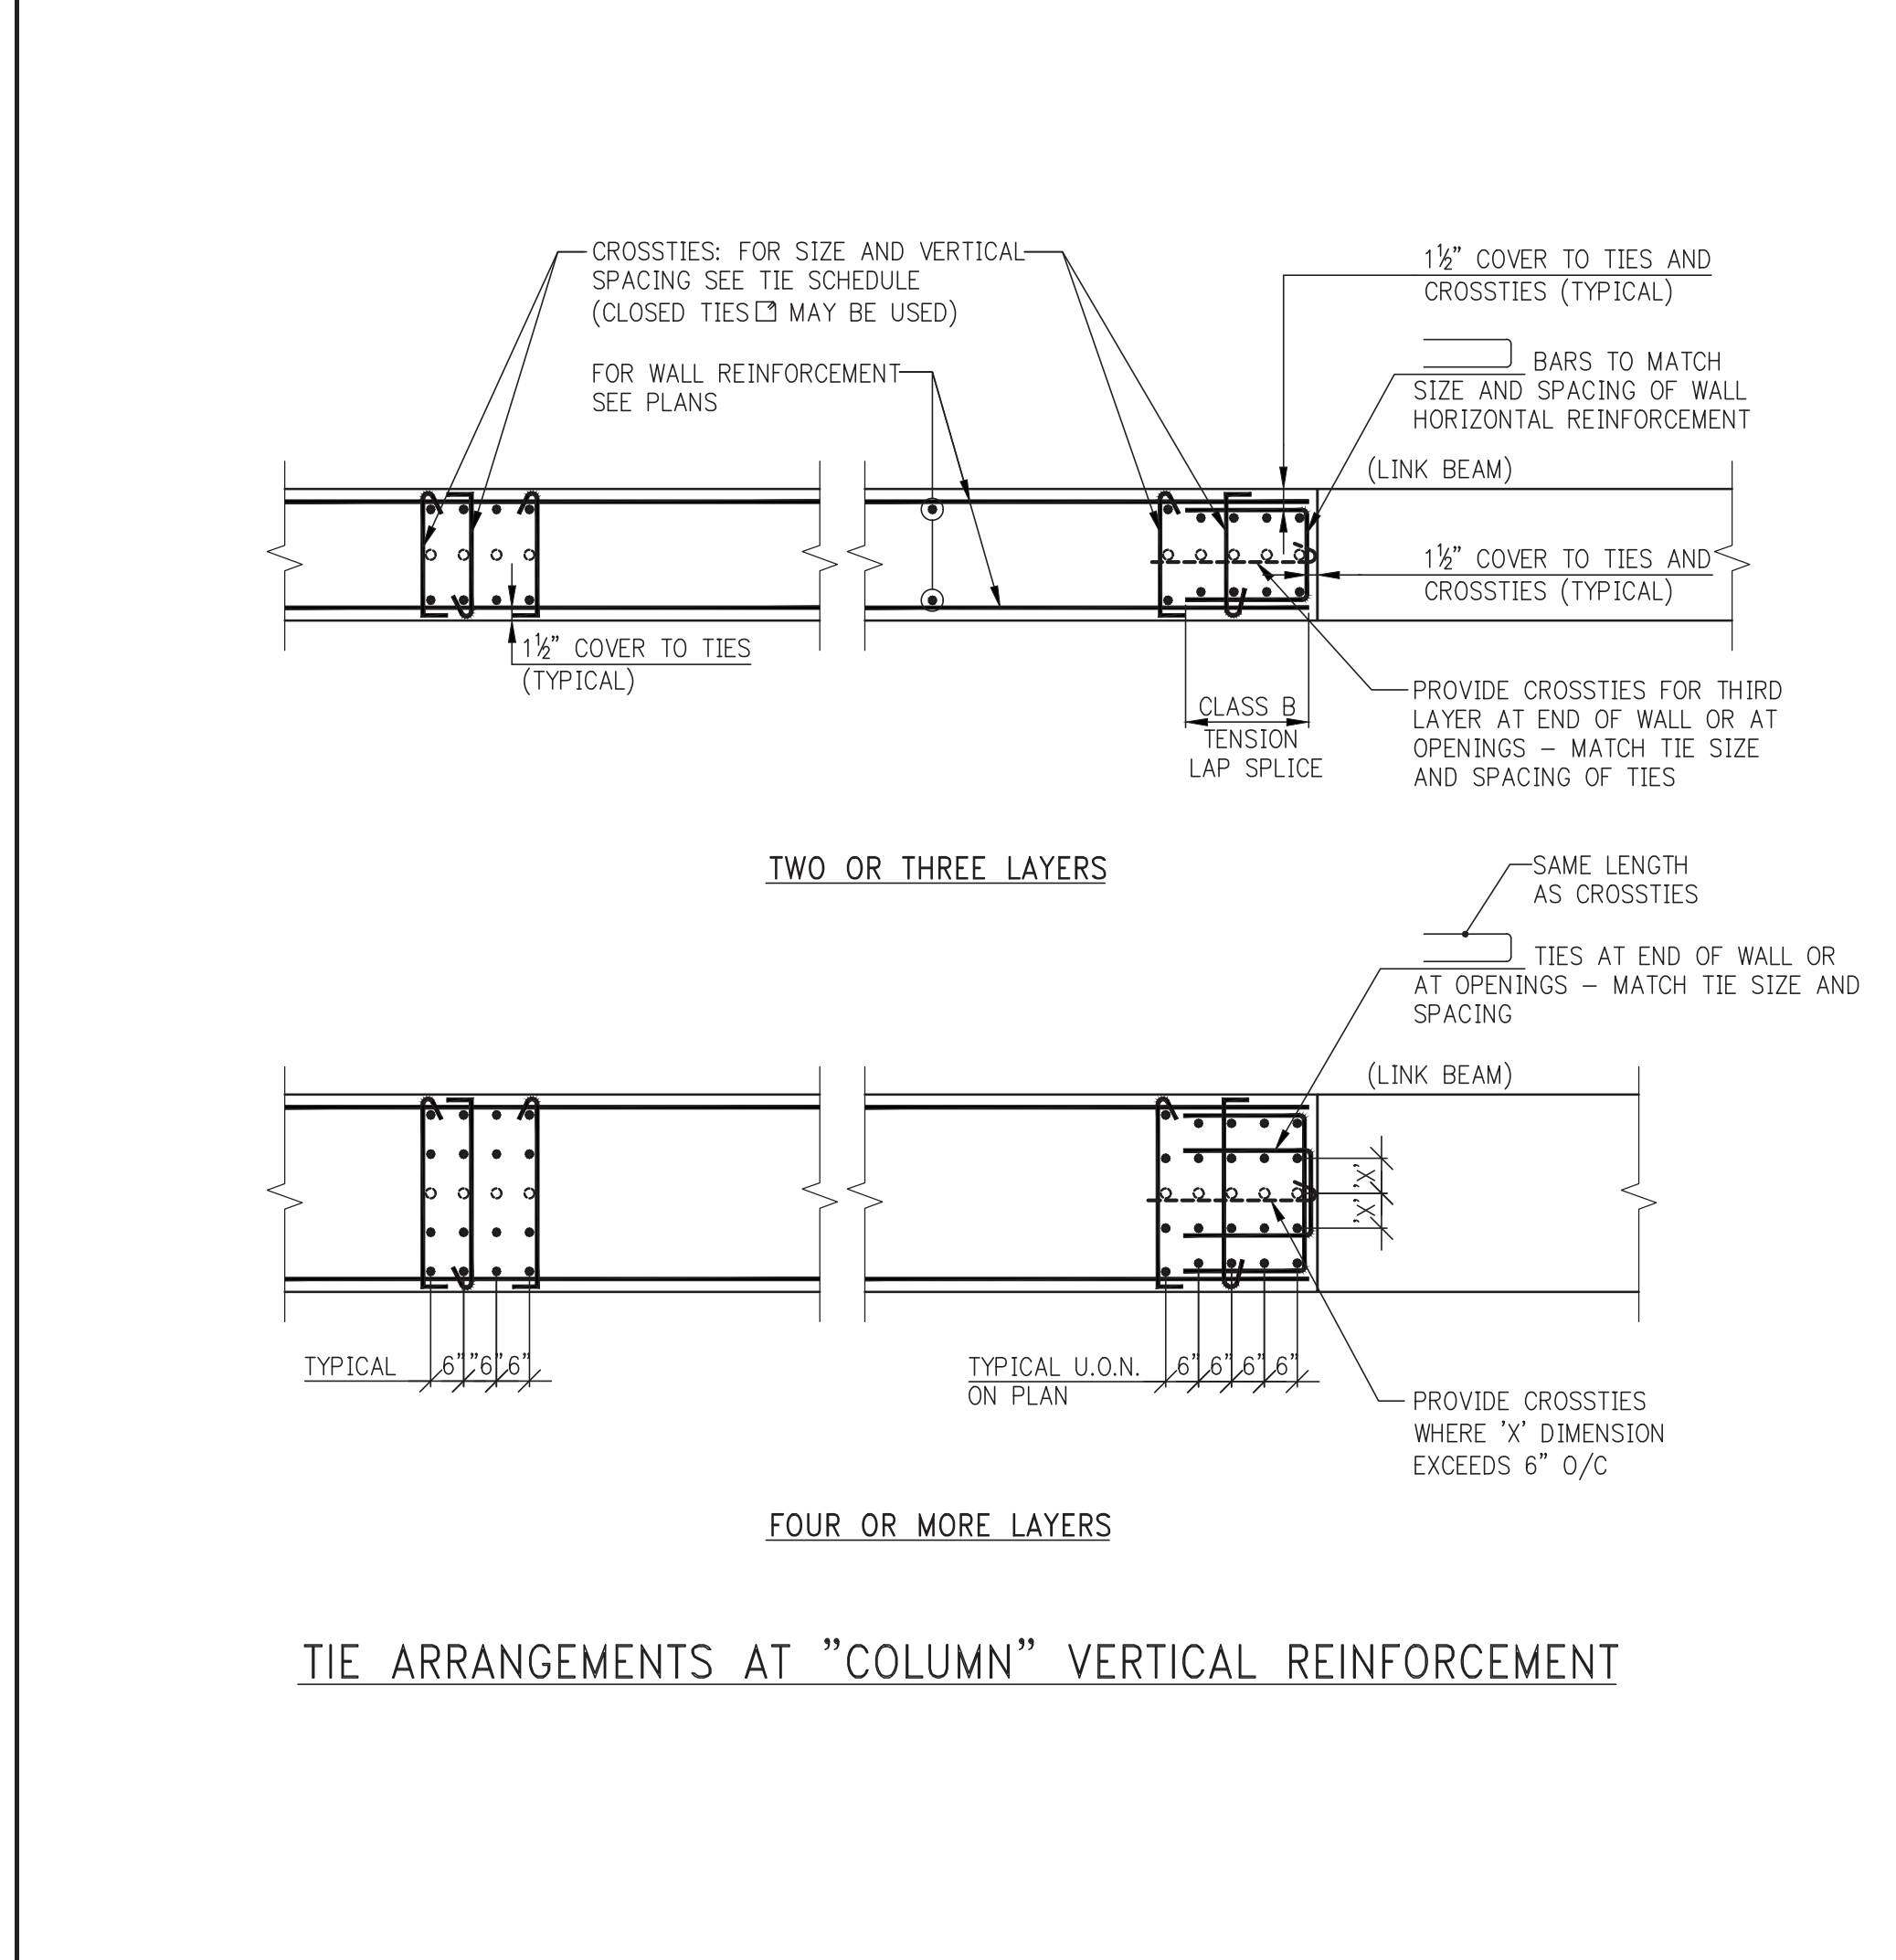 CROSSTIES: FOR SIZE AND VERTICAL
SPACING SEE TIE SCHEDULE
(CLOSED TIES MAY BE USED)
FOR WALL REINFORCEMENT
SEE PLANS
1½" COVER TO TIES AND
CROSSTIES (TYPICAL)
BARS TO MATCH
SIZE AND SPACING OF WALL
HORIZONTAL REINFORCEMENT
(LINK BEAM)
1½" COVER TO TIES AND
CROSSTIES (TYPICAL)
1½" COVER TO TIES
(TYPICAL)
CLASS B
TENSION
LAP SPLICE
PROVIDE CROSSTIES FOR THIRD
LAYER AT END OF WALL OR AT
OPENINGS – MATCH TIE SIZE
AND SPACING OF TIES
TWO OR THREE LAYERS
SAME LENGTH
AS CROSSTIES
TIES AT END OF WALL OR
AT OPENINGS – MATCH TIE SIZE AND
SPACING
(LINK BEAM)
'X'
'X'
TYPICAL 6" 6" 6"
TYPICAL U.O.N. 6" 6" 6" 6"
ON PLAN
PROVIDE CROSSTIES
WHERE 'X' DIMENSION
EXCEEDS 6" O/C
FOUR OR MORE LAYERS
TIE ARRANGEMENTS AT "COLUMN" VERTICAL REINFORCEMENT